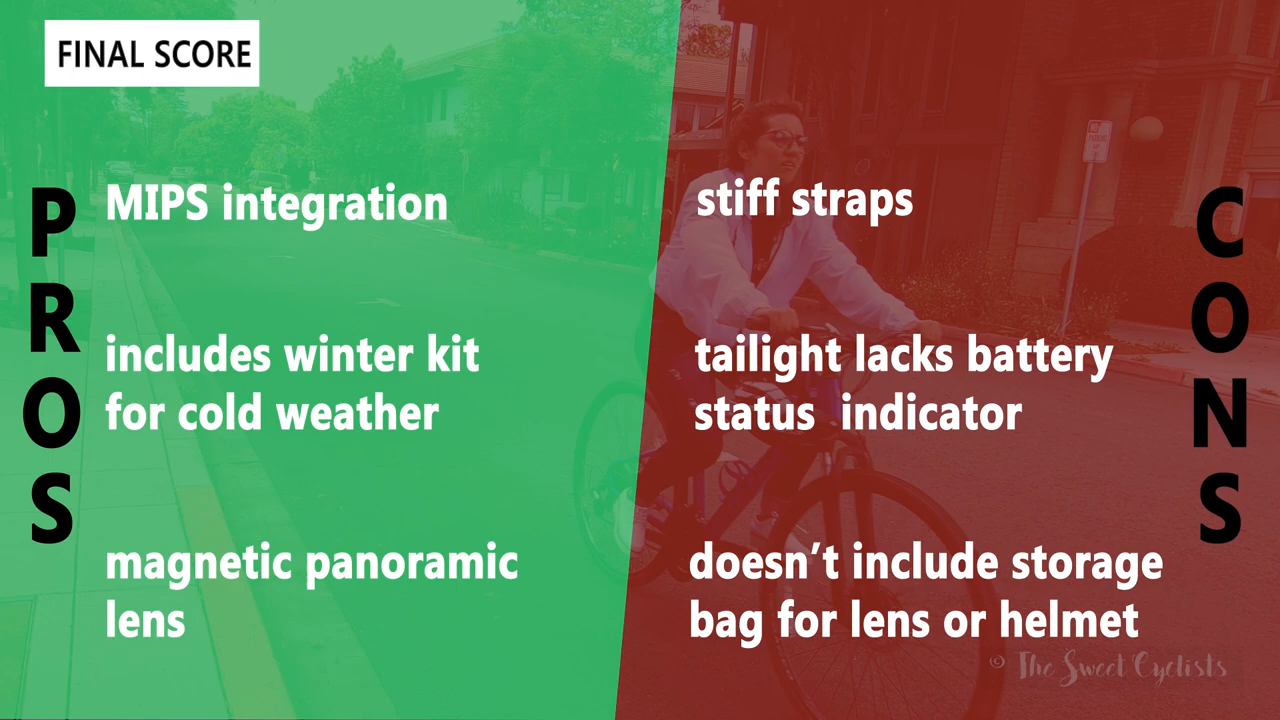 FINAL SCORE
PROS
MIPS integration
includes winter kit
for cold weather
magnetic panoramic
lens
CONS
stiff straps
tailight lacks battery
status indicator
doesn't include storage
bag for lens or helmet
© The Sweet Cyclists